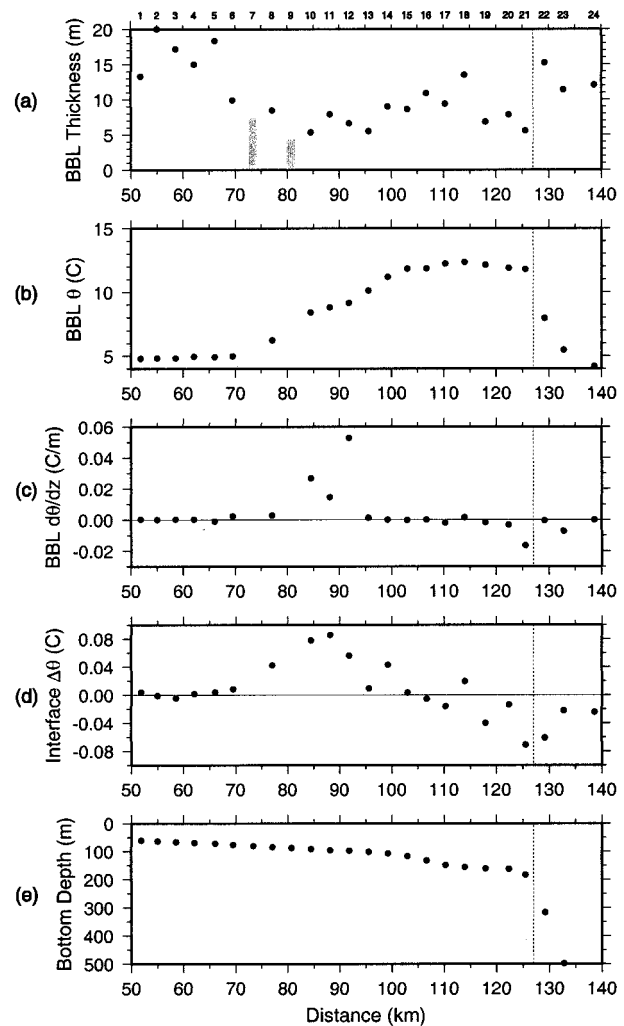 1 2 3 4 5 6 7 8 9 10 11 12 13 14 15 16 17 18 17 20 21 22 23 24
(a)
BBL Thickness (m)
20
15
10
5
0
50 60 70 80 90 100 110 120 130 140
(b)
BBL θ (C)
15
10
5
50 60 70 80 90 100 110 120 130 140
(c)
BBL dθ/dz (C/m)
0.06
0.04
0.02
0.00
-0.02
50 60 70 80 90 100 110 120 130 140
(d)
Interface Δθ (C)
0.08
0.04
0.00
-0.04
-0.08
50 60 70 80 90 100 110 120 130 140
(e)
Bottom Depth (m)
0
100
200
300
400
500
50 60 70 80 90 100 110 120 130 140
Distance (km)